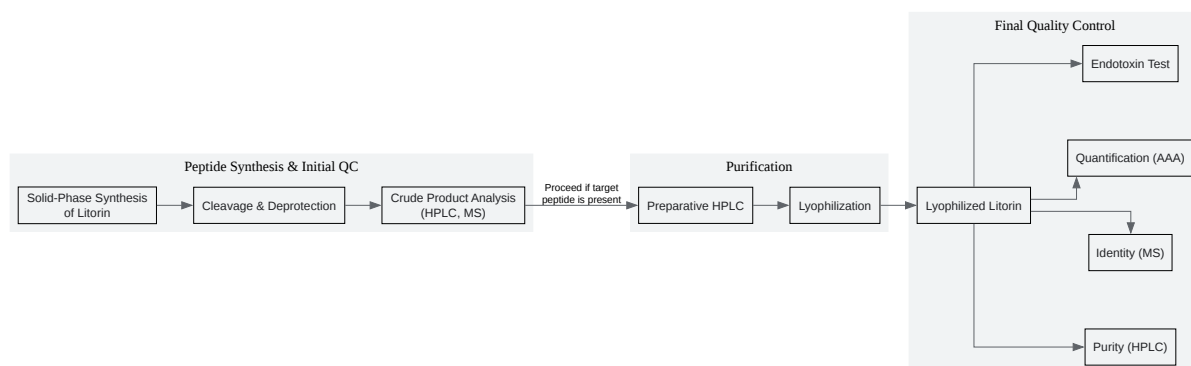 Peptide Synthesis & Initial QC
Solid-Phase Synthesis
of Litorin
Cleavage & Deprotection
Crude Product Analysis
(HPLC, MS)
Proceed if target
peptide is present
Purification
Preparative HPLC
Lyophilization
Final Quality Control
Lyophilized Litorin
Endotoxin Test
Quantification (AAA)
Identity (MS)
Purity (HPLC)